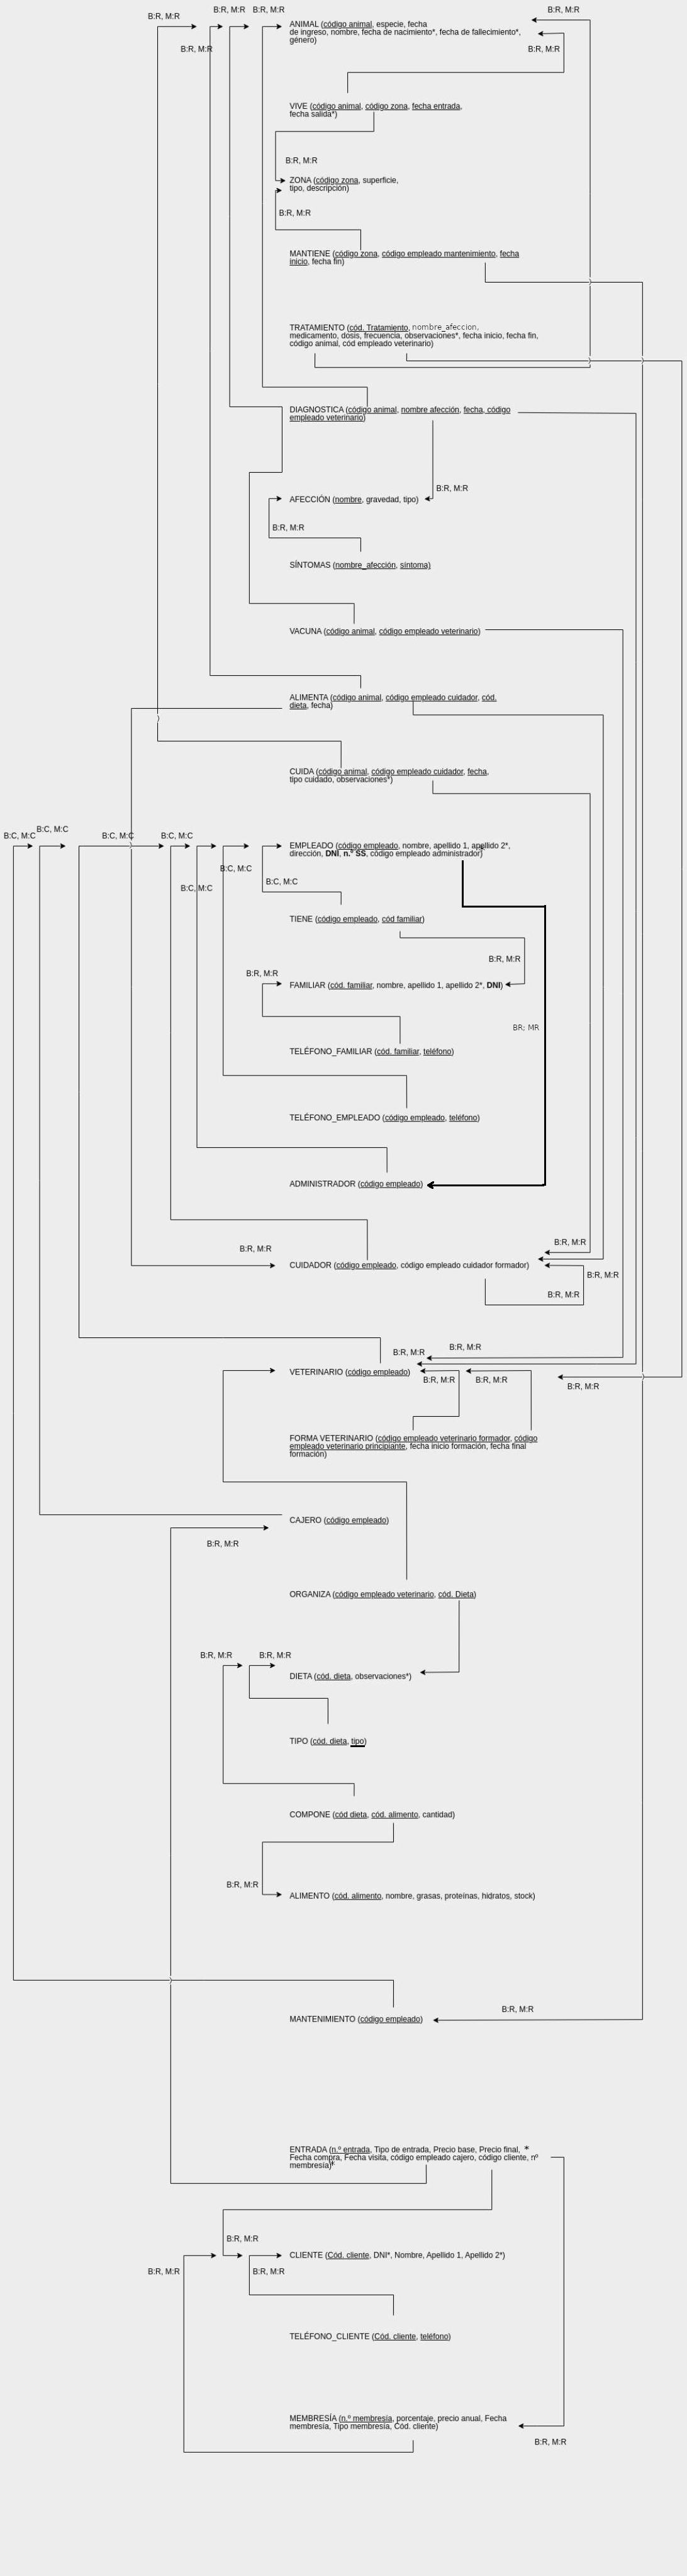 B:R, M:R
B:R, M:R
B:R, M:R
B:R, M:R
B:R, M:R
B:R, M:R
ANIMAL (código animal, especie, fecha
de ingreso, nombre, fecha de nacimiento*, fecha de fallecimiento*,
género)
B:R, M:R
VIVE (código animal, código zona, fecha entrada,
fecha salida*)
B:R, M:R
ZONA (código zona, superficie,
tipo, descripción)
B:R, M:R
MANTIENE (código zona, código empleado mantenimiento, fecha
inicio, fecha fin)
TRATAMIENTO (cód. Tratamiento, nombre_afeccion,
medicamento, dosis, frecuencia, observaciones*, fecha inicio, fecha fin,
código animal, cód empleado veterinario)
DIAGNOSTICA (código animal, nombre afección, fecha, código
empleado veterinario)
B:R, M:R
AFECCIÓN (nombre, gravedad, tipo)
B:R, M:R
SÍNTOMAS (nombre_afección, síntoma)
VACUNA (código animal, código empleado veterinario)
ALIMENTA (código animal, código empleado cuidador, cód.
dieta, fecha)
CUIDA (código animal, código empleado cuidador, fecha,
tipo cuidado, observaciones*)
B:C, M:C
B:C, M:C
B:C, M:C
B:C, M:C
EMPLEADO (código empleado, nombre, apellido 1, apellido 2*,
dirección, DNI, n.º SS, código empleado administrador)*
B:C, M:C
B:C, M:C
B:C, M:C
TIENE (código empleado, cód familiar)
B:R, M:R
B:R, M:R
FAMILIAR (cód. familiar, nombre, apellido 1, apellido 2*, DNI)
BR; MR
TELÉFONO_FAMILIAR (cód. familiar, teléfono)
TELÉFONO_EMPLEADO (código empleado, teléfono)
ADMINISTRADOR (código empleado)
B:R, M:R
B:R, M:R
CUIDADOR (código empleado, código empleado cuidador formador)
B:R, M:R
B:R, M:R
B:R, M:R
B:R, M:R
VETERINARIO (código empleado)
B:R, M:R
B:R, M:R
B:R, M:R
FORMA VETERINARIO (código empleado veterinario formador, código
empleado veterinario principiante, fecha inicio formación, fecha final
formación)
CAJERO (código empleado)
B:R, M:R
ORGANIZA (código empleado veterinario, cód. Dieta)
B:R, M:R
B:R, M:R
DIETA (cód. dieta, observaciones*)
TIPO (cód. dieta, tipo)
COMPONE (cód dieta, cód. alimento, cantidad)
B:R, M:R
ALIMENTO (cód. alimento, nombre, grasas, proteínas, hidratos, stock)
B:R, M:R
MANTENIMIENTO (código empleado)
ENTRADA (n.º entrada, Tipo de entrada, Precio base, Precio final, *
Fecha compra, Fecha visita, código empleado cajero, código cliente, nº
membresía)*
B:R, M:R
CLIENTE (Cód. cliente, DNI*, Nombre, Apellido 1, Apellido 2*)
B:R, M:R
B:R, M:R
TELÉFONO_CLIENTE (Cód. cliente, teléfono)
MEMBRESÍA (n.º membresía, porcentaje, precio anual, Fecha
membresía, Tipo membresía, Cód. cliente)
B:R, M:R